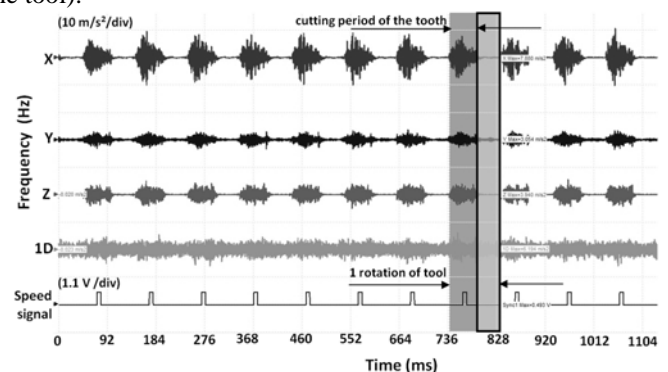 ne tool).
(10 m/s²/div)
cutting period of the tooth
X
Y
Z
1D
Frequency (Hz)
1 rotation of tool
(1.1 V /div)
Speed
signal
0 92 184 276 368 460 552 644 736 828 920 1012 1104
Time (ms)